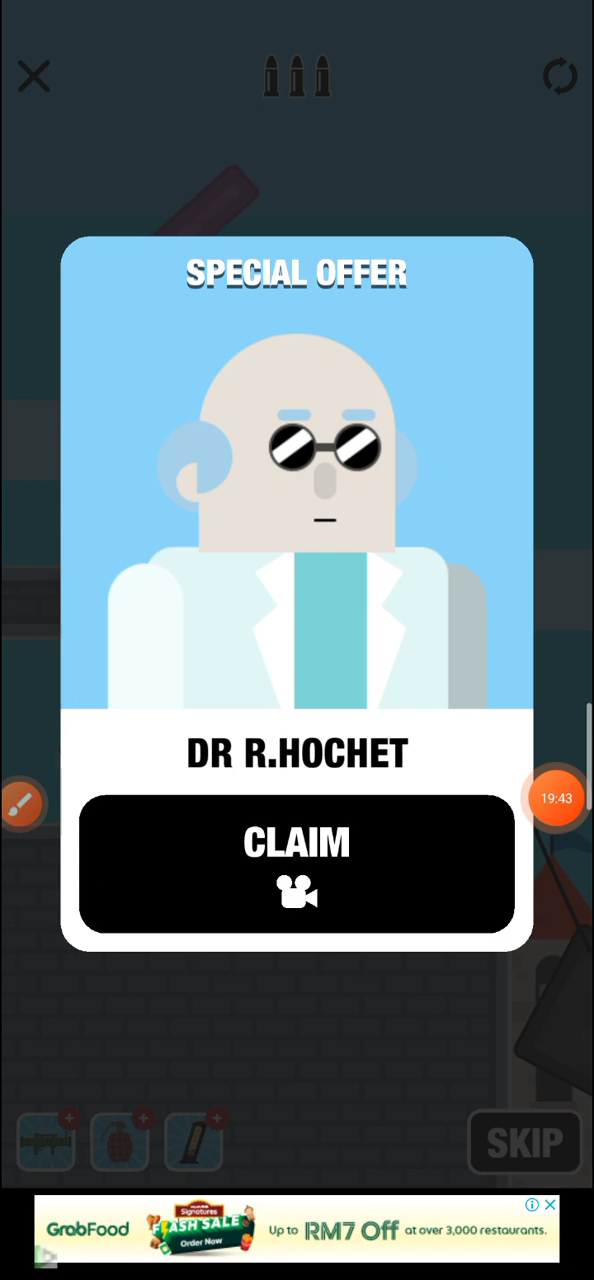 SPECIAL OFFER
DR R.HOCHET
CLAIM
19:43
SKIP
GrabFood
Signatures
FLASH SALE
Order Now
Up to RM7 Off at over 3,000 restaurants.